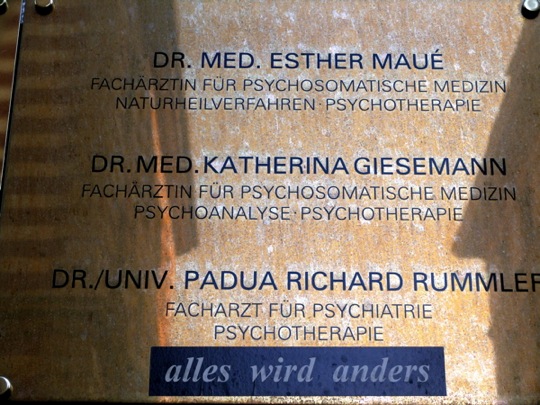 DR. MED. ESTHER MAUÉ
FACHÄRZTIN FÜR PSYCHOSOMATISCHE MEDIZIN
NATURHEILVERFAHREN · PSYCHOTHERAPIE
DR. MED. KATHERINA GIESEMANN
FACHÄRZTIN FÜR PSYCHOSOMATISCHE MEDIZIN
PSYCHOANALYSE · PSYCHOTHERAPIE
DR./UNIV. PADUA RICHARD RUMMLER
FACHARZT FÜR PSYCHIATRIE
PSYCHOTHERAPIE
alles wird anders